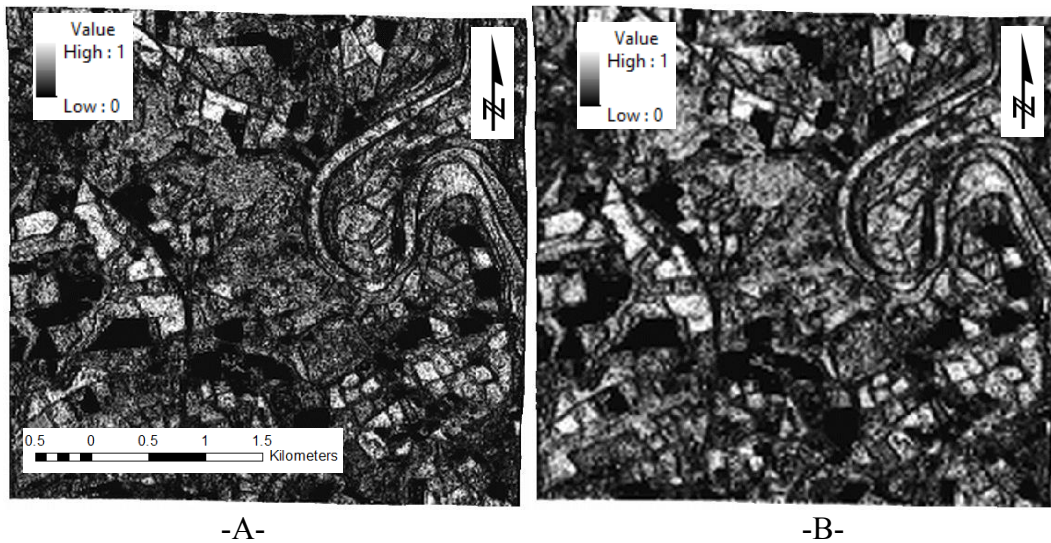 Value
High : 1
Low : 0
N
Value
High : 1
Low : 0
N
0.5 0 0.5 1 1.5
Kilometers
-A-
-B-